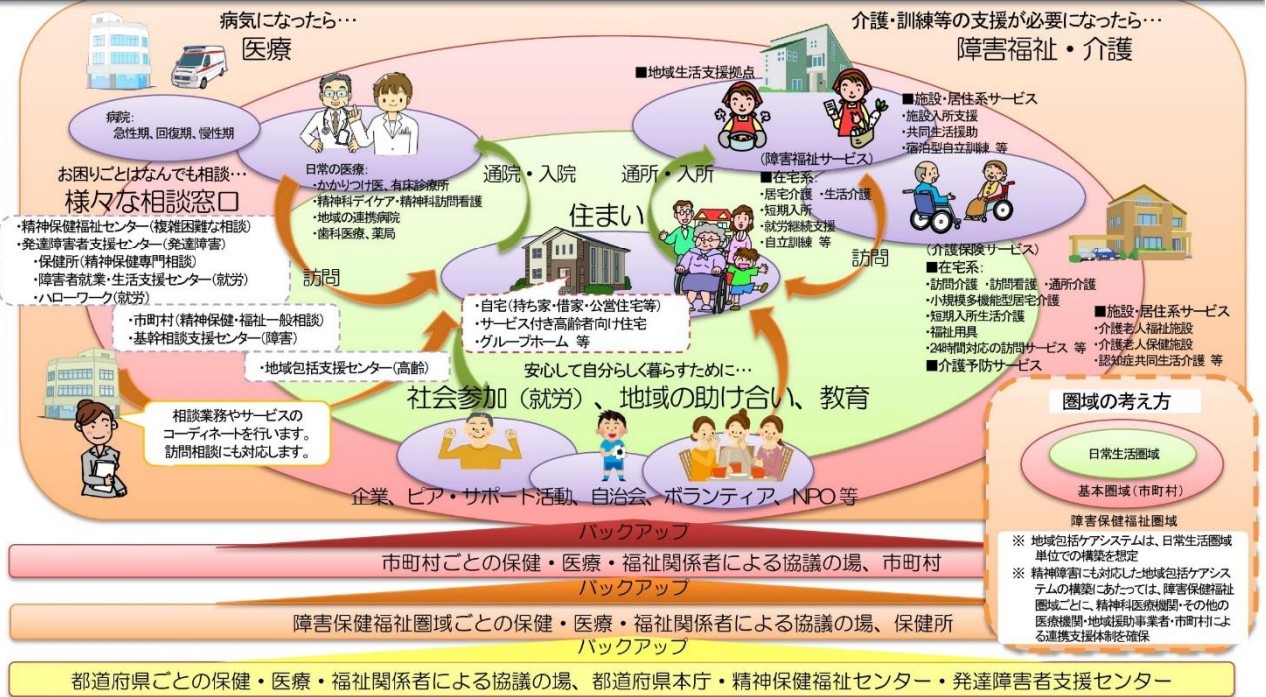 病気になったら…
医療
介護・訓練等の支援が必要になったら…
障害福祉・介護
病院:
急性期、回復期、慢性期
日常の医療:
・かかりつけ医、有床診療所
・精神科デイケア・精神科訪問看護
・地域の連携病院
・歯科医療、薬局
■地域生活支援拠点
■施設・居住系サービス
・施設入所支援
・共同生活援助
・宿泊型自立訓練 等
(障害福祉サービス)
■在宅系:
・居宅介護 ・生活介護
・短期入所
・就労継続支援
・自立訓練 等
(介護保険サービス)
■在宅系:
・訪問介護 ・訪問看護 ・通所介護
・小規模多機能型居宅介護
・短期入所生活介護
・福祉用具
・24時間対応の訪問サービス 等
■介護予防サービス
■施設・居住系サービス
・介護老人福祉施設
・介護老人保健施設
・認知症共同生活介護 等
お困りごとはなんでも相談…
様々な相談窓口
・精神保健福祉センター(複雑困難な相談)
・発達障害者支援センター(発達障害)
・保健所(精神保健専門相談)
・障害者就業・生活支援センター(就労)
・ハローワーク(就労)
・市町村(精神保健・福祉一般相談)
・基幹相談支援センター(障害)
・地域包括支援センター(高齢)
相談業務やサービスの
コーディネートを行います。
訪問相談にも対応します。
通院・入院
通所・入所
訪問
訪問
住まい
・自宅(持ち家・借家・公営住宅等)
・サービス付き高齢者向け住宅
・グループホーム 等
安心して自分らしく暮らすために…
社会参加(就労)、地域の助け合い、教育
企業、ピア・サポート活動、自治会、ボランティア、NPO 等
圏域の考え方
日常生活圏域
基本圏域(市町村)
障害保健福祉圏域
※ 地域包括ケアシステムは、日常生活圏域
単位での構築を想定
※ 精神障害にも対応した地域包括ケアシス
テムの構築にあたっては、障害保健福祉
圏域ごとに、精神科医療機関・その他の
医療機関・地域援助事業者・市町村によ
る連携支援体制を確保
バックアップ
市町村ごとの保健・医療・福祉関係者による協議の場、市町村
バックアップ
障害保健福祉圏域ごとの保健・医療・福祉関係者による協議の場、保健所
バックアップ
都道府県ごとの保健・医療・福祉関係者による協議の場、都道府県本庁・精神保健福祉センター・発達障害者支援センター